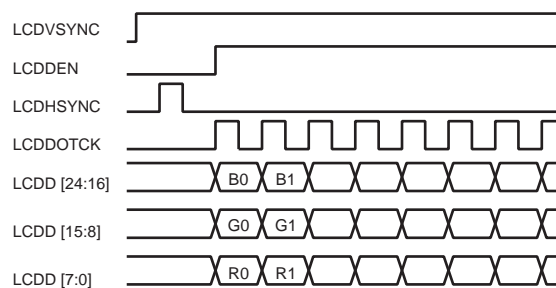 LCDVSYNC
LCDDEN
LCDHSYNC
LCDDOTCK
LCDD [24:16] B0 B1
LCDD [15:8] G0 G1
LCDD [7:0] R0 R1